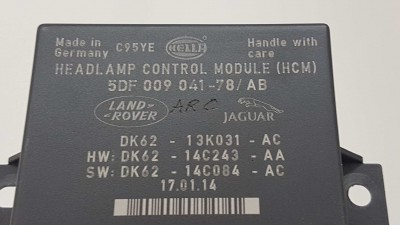 Made in Germany C95YE HELLA Handle with care
HEADLAMP CONTROL MODULE (HCM)
5DF 009 041-78/AB
LAND ROVER ARC JAGUAR
DK62 - 13K031 - AC
HW: DK62 - 14C243 - AA
SW: DK62 - 14C084 - AC
17.01.14